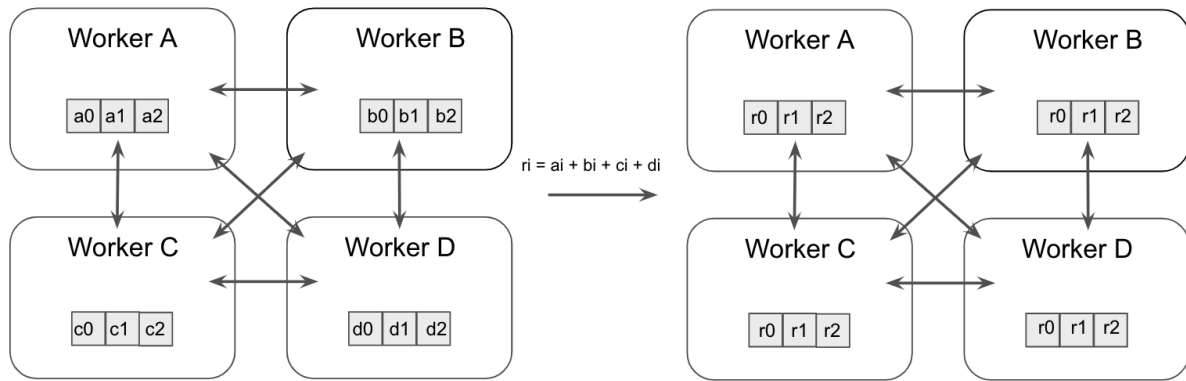 Worker A
a0 a1 a2
Worker B
b0 b1 b2
Worker C
c0 c1 c2
Worker D
d0 d1 d2
ri = ai + bi + ci + di
Worker A
r0 r1 r2
Worker B
r0 r1 r2
Worker C
r0 r1 r2
Worker D
r0 r1 r2